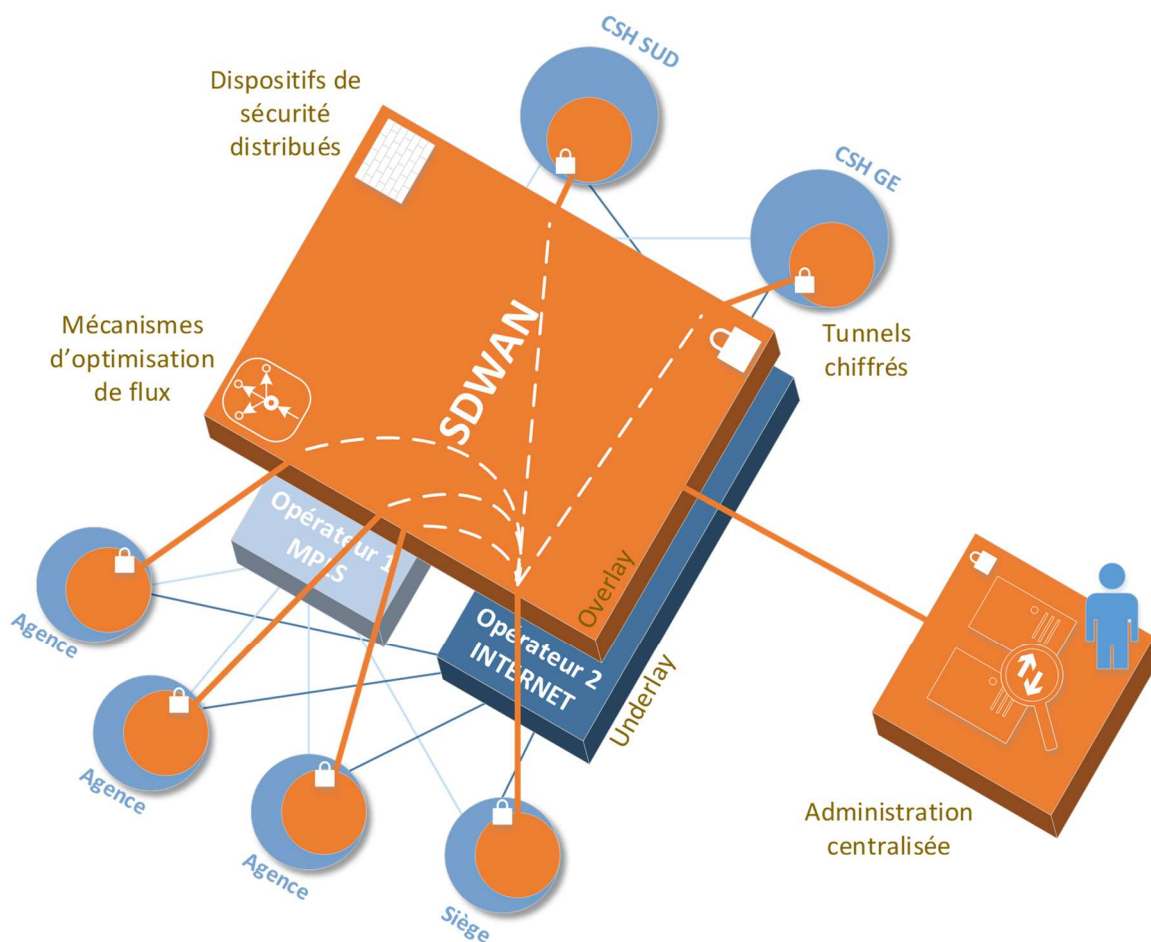 CSH SUD
Dispositifs de
sécurité
distribués
CSH GE
Mécanismes
d’optimisation
de flux
SDWAN
Tunnels
chiffrés
Opérateur 1
MPLS
Overlay
Opérateur 2
INTERNET
Underlay
Agence
Agence
Agence
Siège
Administration
centralisée